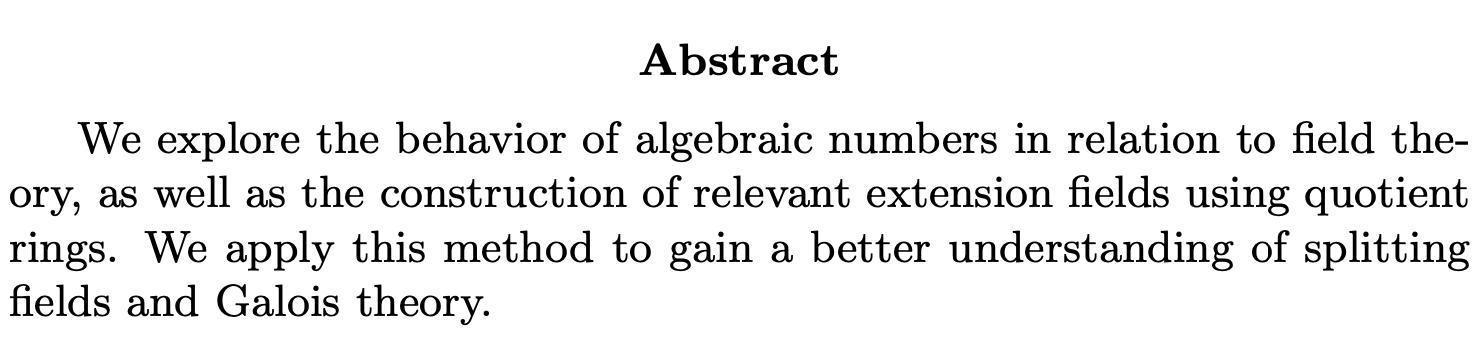 Abstract
We explore the behavior of algebraic numbers in relation to field the-
ory, as well as the construction of relevant extension fields using quotient
rings. We apply this method to gain a better understanding of splitting
fields and Galois theory.